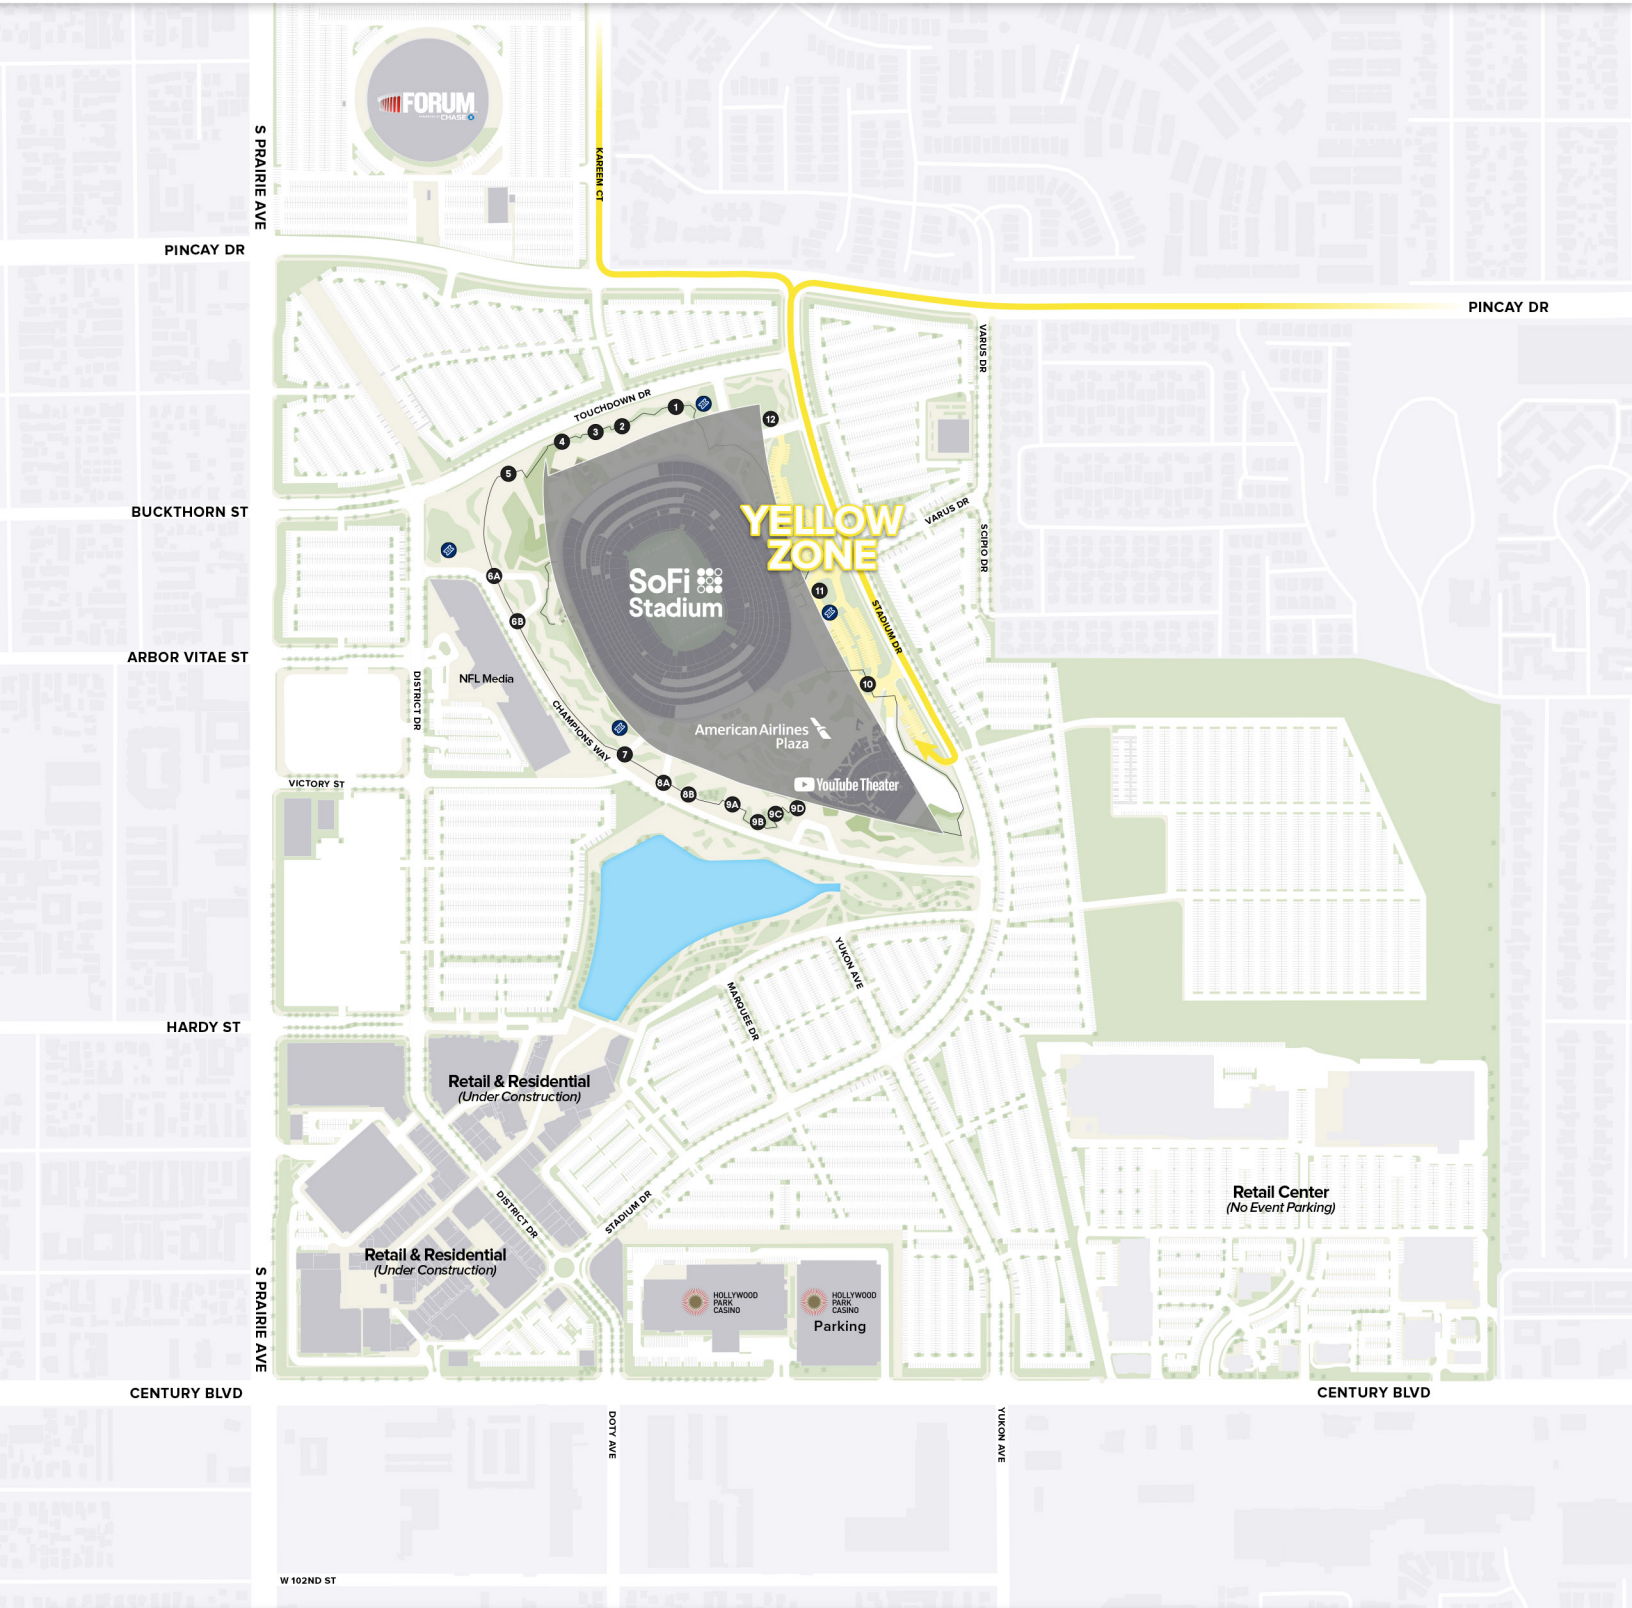 FORUM
CHASE
S PRAIRIE AVE
KAREEM CT
PINCAY DR
PINCAY DR
VARUS DR
TOUCHDOWN DR
1
12
2
3
4
5
BUCKTHORN ST
YELLOW
ZONE
VARUS DR
SCIPIO DR
SoFi
Stadium
6A
11
6B
STADIUM DR
ARBOR VITAE ST
NFL Media
10
DISTRICT DR
CHAMPIONS WAY
American Airlines
Plaza
7
VICTORY ST
8A
YouTube Theater
8B
9A
9B
9C
9D
YUKON AVE
MARQUEE DR
HARDY ST
Retail & Residential
(Under Construction)
Retail Center
(No Event Parking)
DISTRICT DR
STADIUM DR
Retail & Residential
(Under Construction)
HOLLYWOOD
PARK
CASINO
HOLLYWOOD
PARK
CASINO
Parking
S PRAIRIE AVE
CENTURY BLVD
CENTURY BLVD
DOTY AVE
YUKON AVE
W 102ND ST